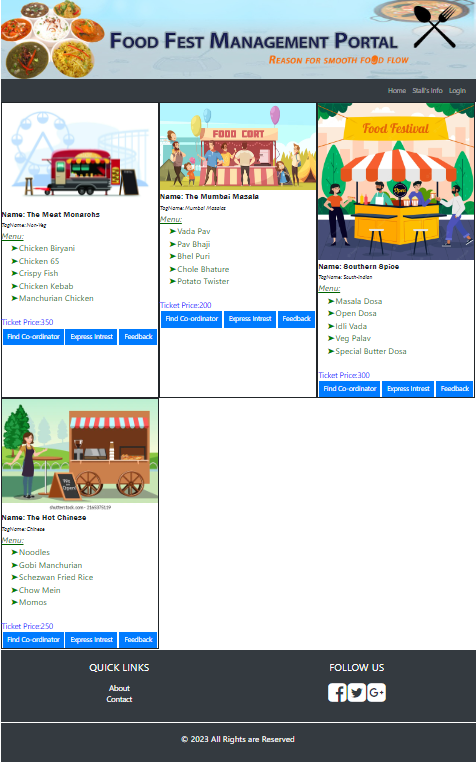 Food Fest Management Portal
Reason for smooth food flow
Home Stall's Info Login
Name: The Meat Monarohs
TagName: Non-Veg
Menu:
➤Chicken Biryani
➤Chicken 65
➤Crispy Fish
➤Chicken Kebab
➤Manchurian Chicken
Ticket Price:350
Find Co-ordinator Express Intrest Feedback
FOOD CORT
Name: The Mumbai Masala
TagName: Mumbai Masalas
Menu:
➤Vada Pav
➤Pav Bhaji
➤Bhel Puri
➤Chole Bhature
➤Potato Twister
Ticket Price:200
Find Co-ordinator Express Intrest Feedback
Food Festival
Open
Name: Southern Spice
TagName: South-Indian
Menu:
➤Masala Dosa
➤Open Dosa
➤Idli Vada
➤Veg Palav
➤Special Butter Dosa
Ticket Price:300
Find Co-ordinator Express Intrest Feedback
shutterstock.com · 2165375119
Name: The Hot Chinese
TagName: Chinese
Menu:
➤Noodles
➤Gobi Manchurian
➤Schezwan Fried Rice
➤Chow Mein
➤Momos
Ticket Price:250
Find Co-ordinator Express Intrest Feedback
QUICK LINKS
About
Contact
FOLLOW US
© 2023 All Rights are Reserved